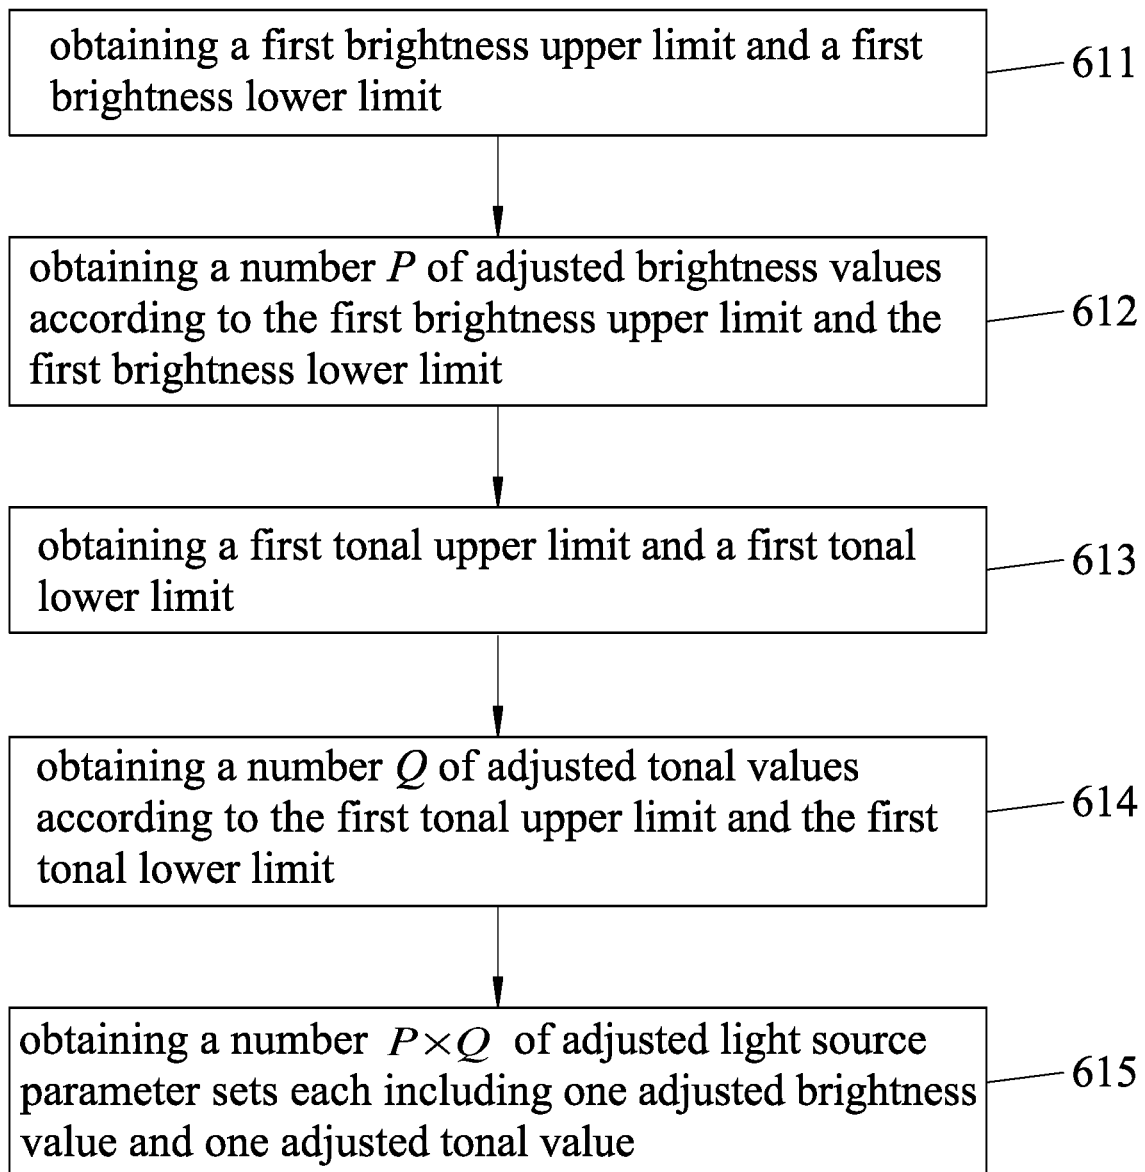 obtaining a first brightness upper limit and a first
brightness lower limit
611
obtaining a number P of adjusted brightness values
according to the first brightness upper limit and the
first brightness lower limit
612
obtaining a first tonal upper limit and a first tonal
lower limit
613
obtaining a number Q of adjusted tonal values
according to the first tonal upper limit and the first
tonal lower limit
614
obtaining a number P×Q of adjusted light source
parameter sets each including one adjusted brightness
value and one adjusted tonal value
615